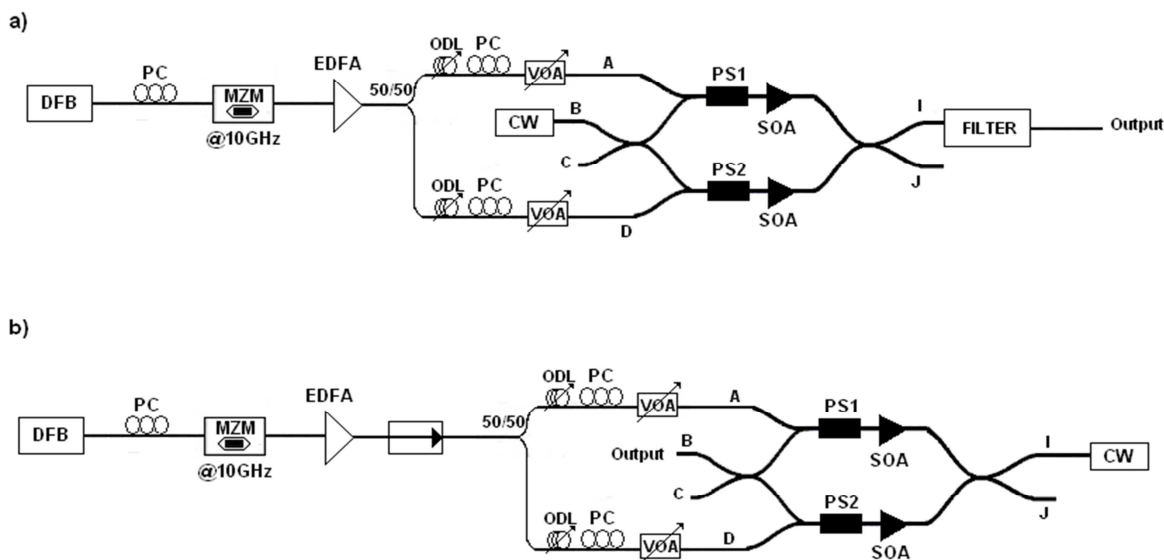 a)
DFB
PC
MZM
@10GHz
EDFA
50/50
ODL PC
VOA
A
CW
B
C
PS1
SOA
PS2
SOA
I
J
FILTER
Output
ODL PC
VOA
D
b)
DFB
PC
MZM
@10GHz
EDFA
50/50
ODL PC
VOA
A
Output
B
C
PS1
SOA
PS2
SOA
I
J
CW
ODL PC
VOA
D